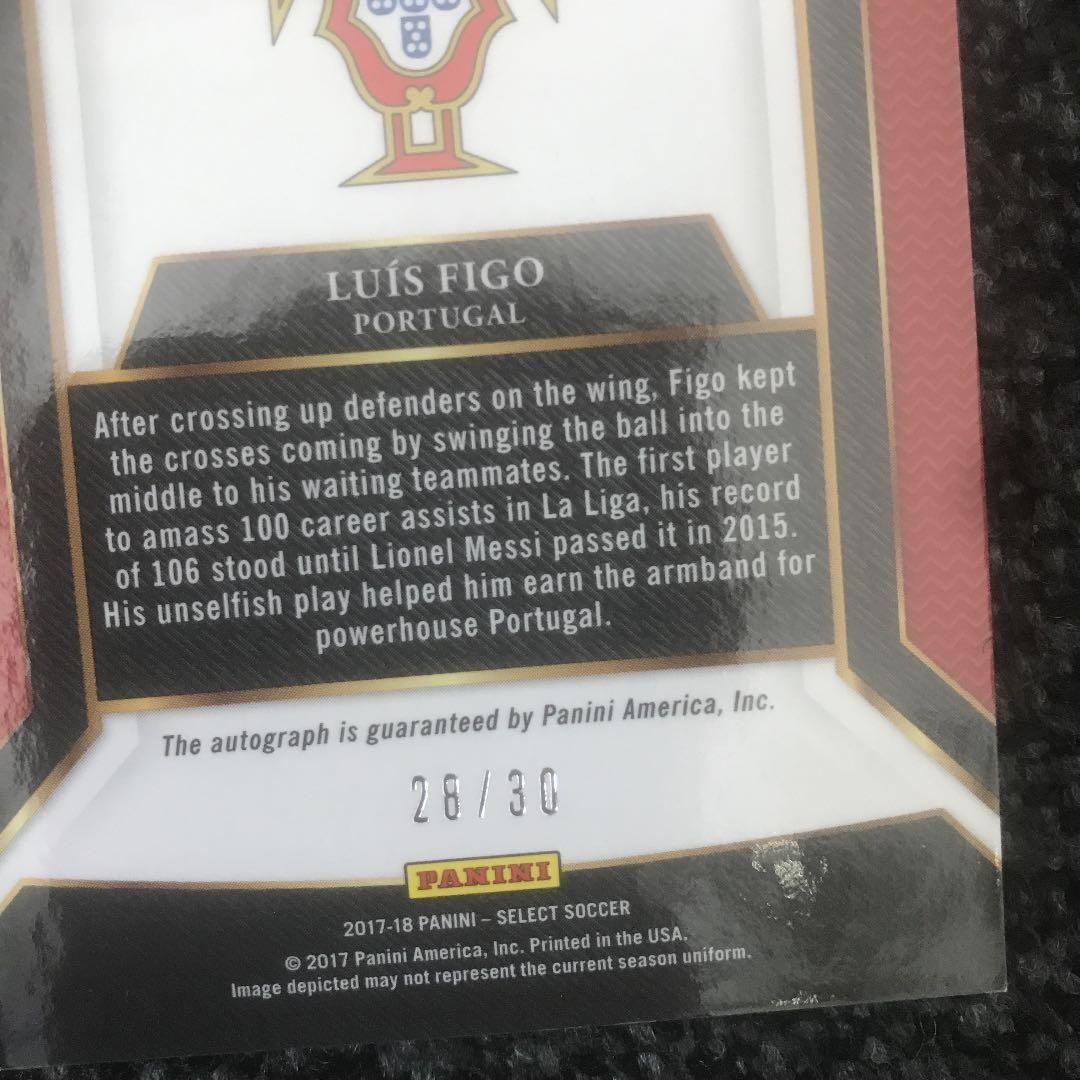 LUÍS FIGO
PORTUGAL
After crossing up defenders on the wing, Figo kept
the crosses coming by swinging the ball into the
middle to his waiting teammates. The first player
to amass 100 career assists in La Liga, his record
of 106 stood until Lionel Messi passed it in 2015.
His unselfish play helped him earn the armband for
powerhouse Portugal.
The autograph is guaranteed by Panini America, Inc.
28/30
PANINI
2017-18 PANINI – SELECT SOCCER
© 2017 Panini America, Inc. Printed in the USA.
Image depicted may not represent the current season uniform.